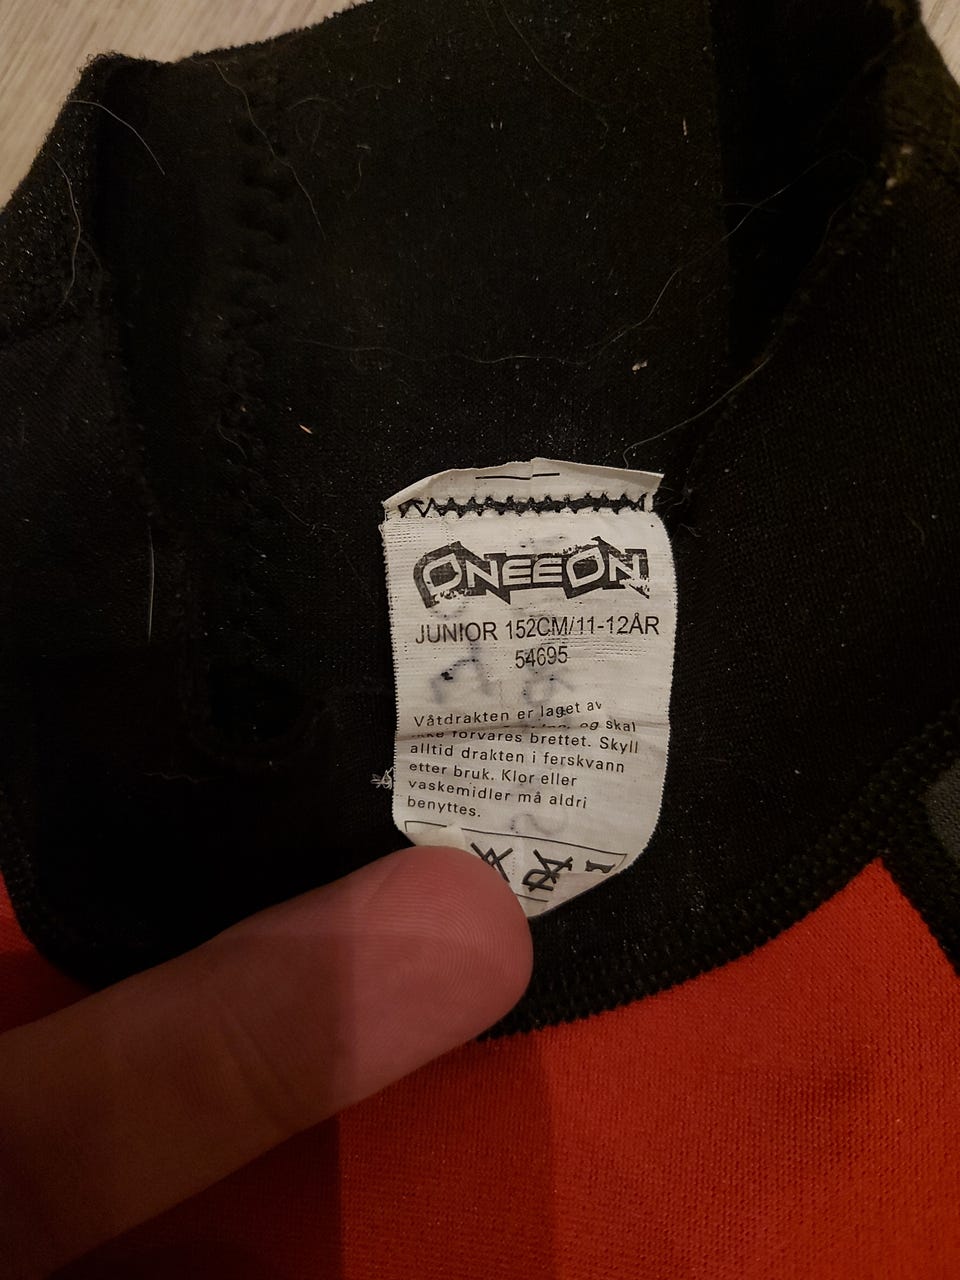 ONEEON
JUNIOR 152CM/11-12ÅR
54695
Våtdrakten er laget av
og skal
ikke forvares brettet. Skyll
alltid drakten i ferskvann
etter bruk. Klor eller
vaskemidler må aldri
benyttes.